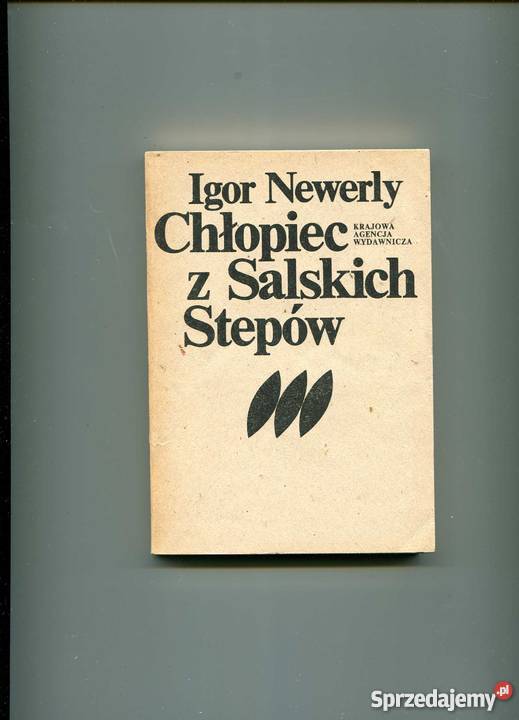 Igor Newerly
Chłopiec
KRAJOWA
AGENCJA
WYDAWNICZA
z Salskich
Stepów
Sprzedajemy.pl